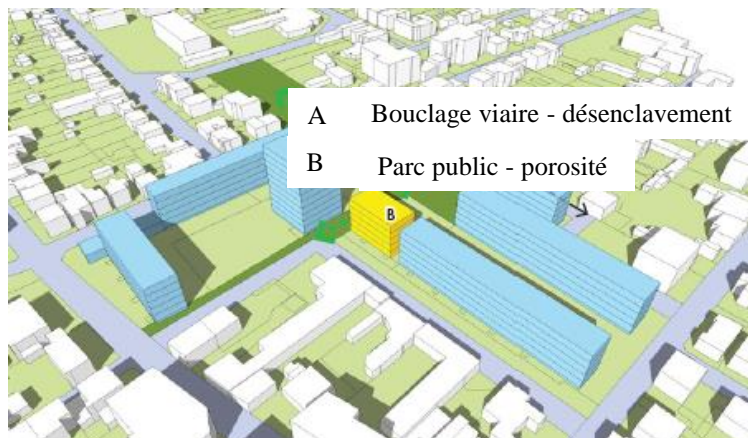 A Bouclage viaire - désenclavement
B Parc public - porosité
B